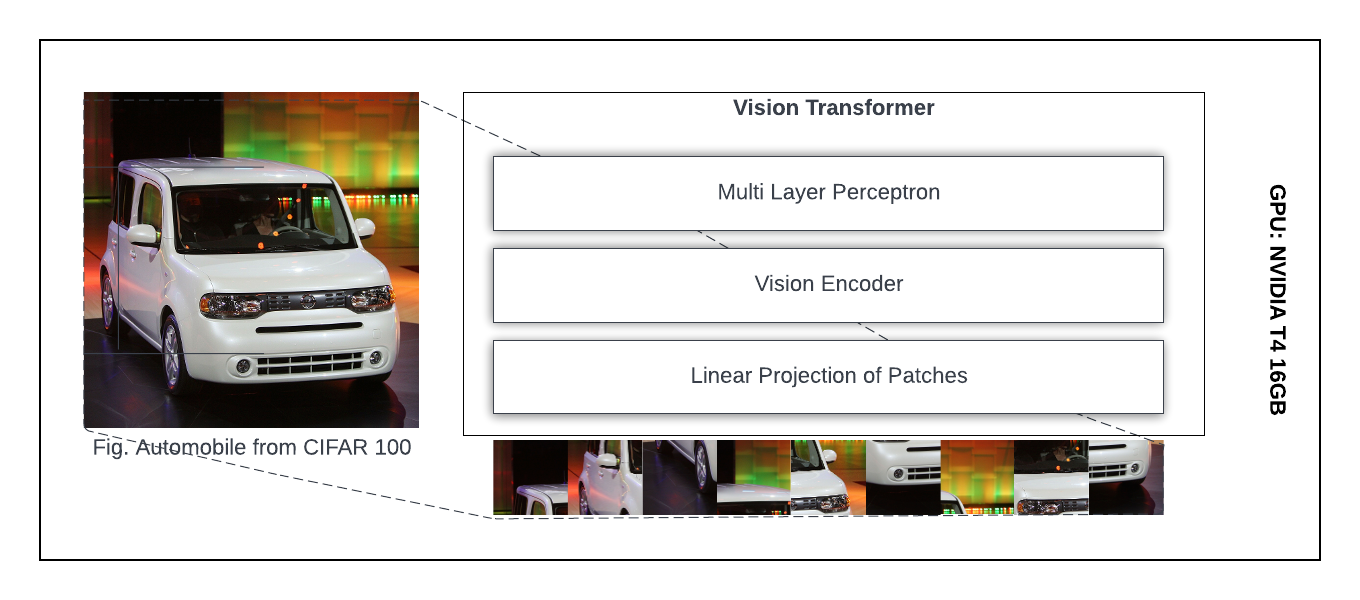 Vision Transformer
Multi Layer Perceptron
Vision Encoder
Linear Projection of Patches
Fig. Automobile from CIFAR 100
GPU: NVIDIA T4 16GB